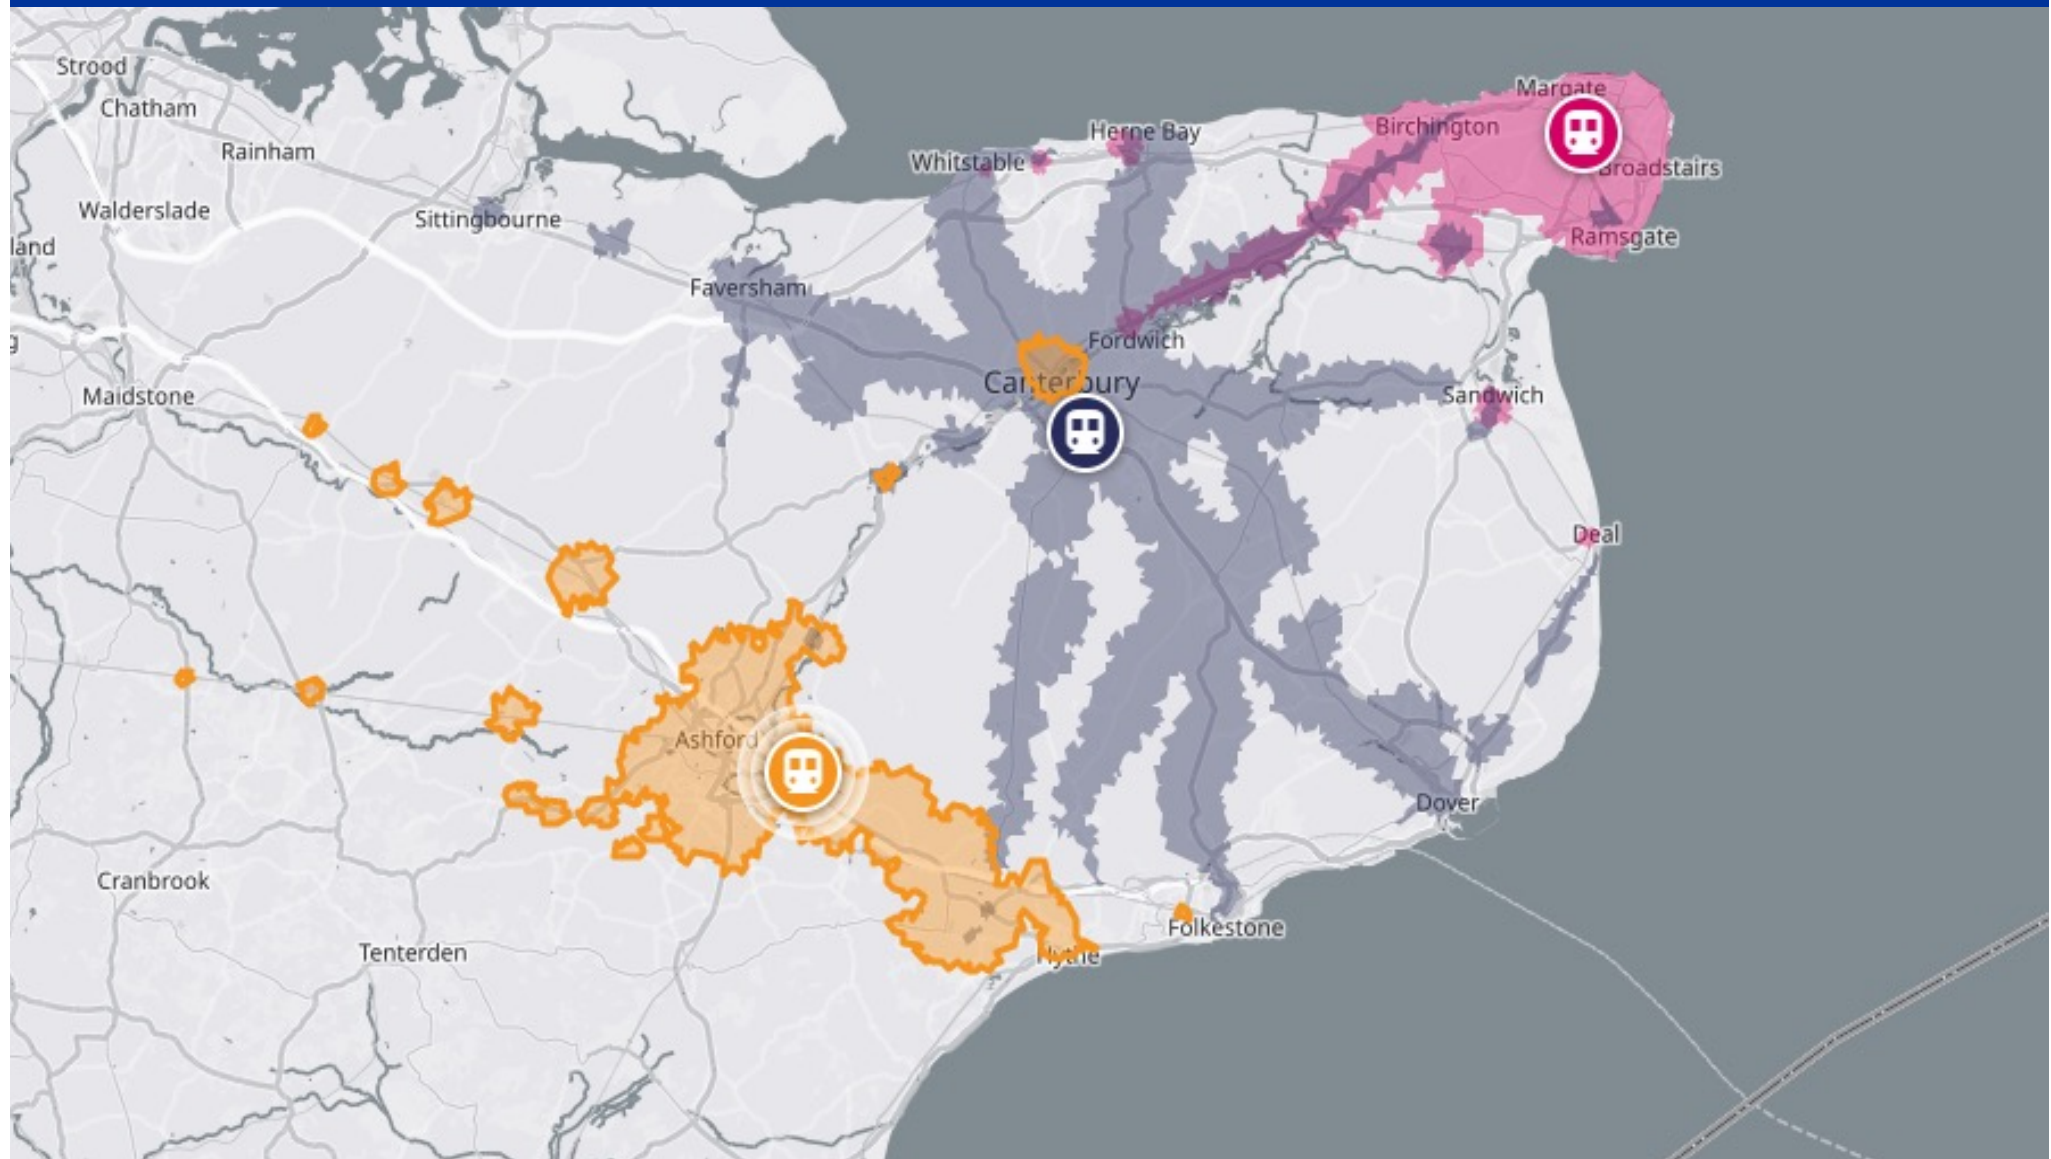 Strood
Chatham
Rainham
Walderslade
land
Sittingbourne
Faversham
Whitstable
Herne Bay
Margate
Birchington
Broadstairs
Ramsgate
Fordwich
Canterbury
Sandwich
Maidstone
Deal
Ashford
Dover
Cranbrook
Folkestone
Tenterden
Hythe